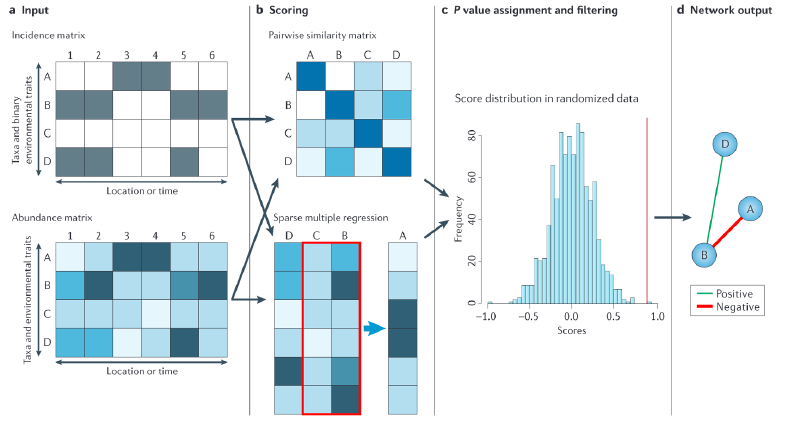 a Input
Incidence matrix
1 2 3 4 5 6
A
B
C
D
Taxa and binary
environmental traits
Location or time
Abundance matrix
1 2 3 4 5 6
A
B
C
D
Taxa and environmental traits
Location or time
b Scoring
Pairwise similarity matrix
A B C D
A
B
C
D
Sparse multiple regression
D C B A
c P value assignment and filtering
Score distribution in randomized data
Frequency
80
60
40
20
0
−1.0 −0.5 0.0 0.5 1.0
Scores
d Network output
D
A
B
Positive
Negative